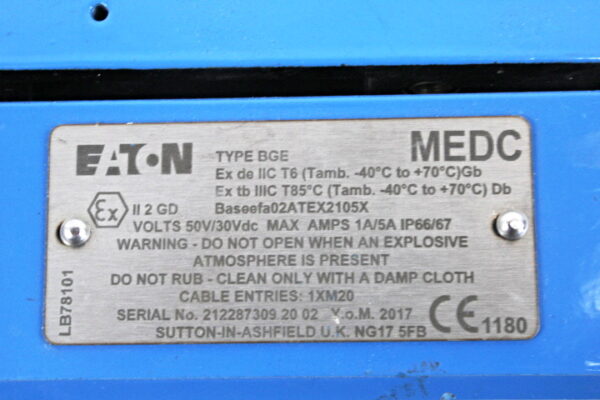 EATON
MEDC
TYPE BGE
Ex de IIC T6 (Tamb. -40°C to +70°C)Gb
Ex tb IIIC T85°C (Tamb. -40°C to +70°C) Db
Ex II 2 GD
Baseefa02ATEX2105X
VOLTS 50V/30Vdc MAX AMPS 1A/5A IP66/67
WARNING - DO NOT OPEN WHEN AN EXPLOSIVE
ATMOSPHERE IS PRESENT
DO NOT RUB - CLEAN ONLY WITH A DAMP CLOTH
CABLE ENTRIES: 1XM20
SERIAL No. 212287309 20 02 Y.o.M. 2017
SUTTON-IN-ASHFIELD U.K. NG17 5FB
CE 1180
LB78101